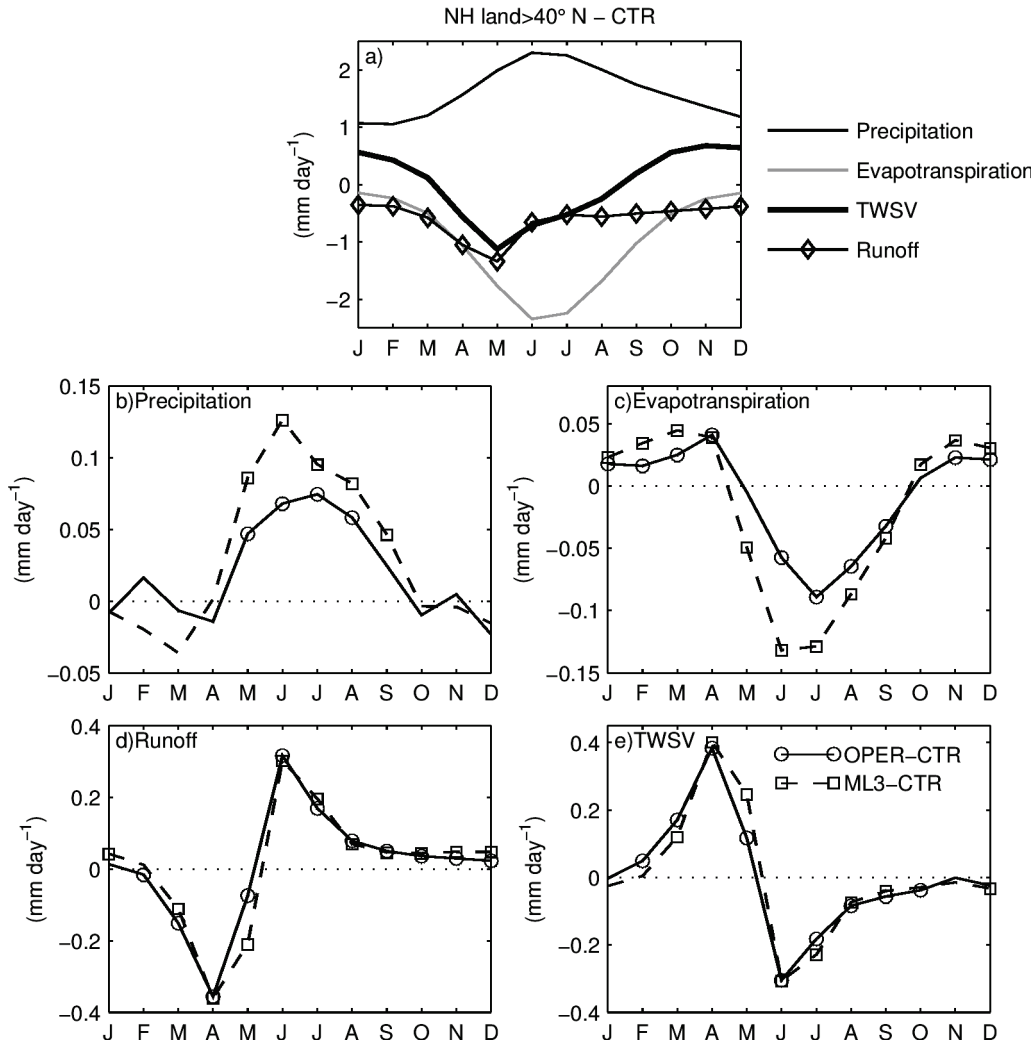 NH land>40° N − CTR
a)
2
1
0
−1
−2
(mm day⁻¹)
J F M A M J J A S O N D
Precipitation
Evapotranspiration
TWSV
Runoff
b)Precipitation
0.15
0.1
0.05
0
−0.05
(mm day⁻¹)
J F M A M J J A S O N D
c)Evapotranspiration
0.05
0
−0.05
−0.1
−0.15
(mm day⁻¹)
J F M A M J J A S O N D
d)Runoff
0.4
0.2
0
−0.2
−0.4
(mm day⁻¹)
J F M A M J J A S O N D
e)TWSV
OPER−CTR
ML3−CTR
0.4
0.2
0
−0.2
−0.4
(mm day⁻¹)
J F M A M J J A S O N D